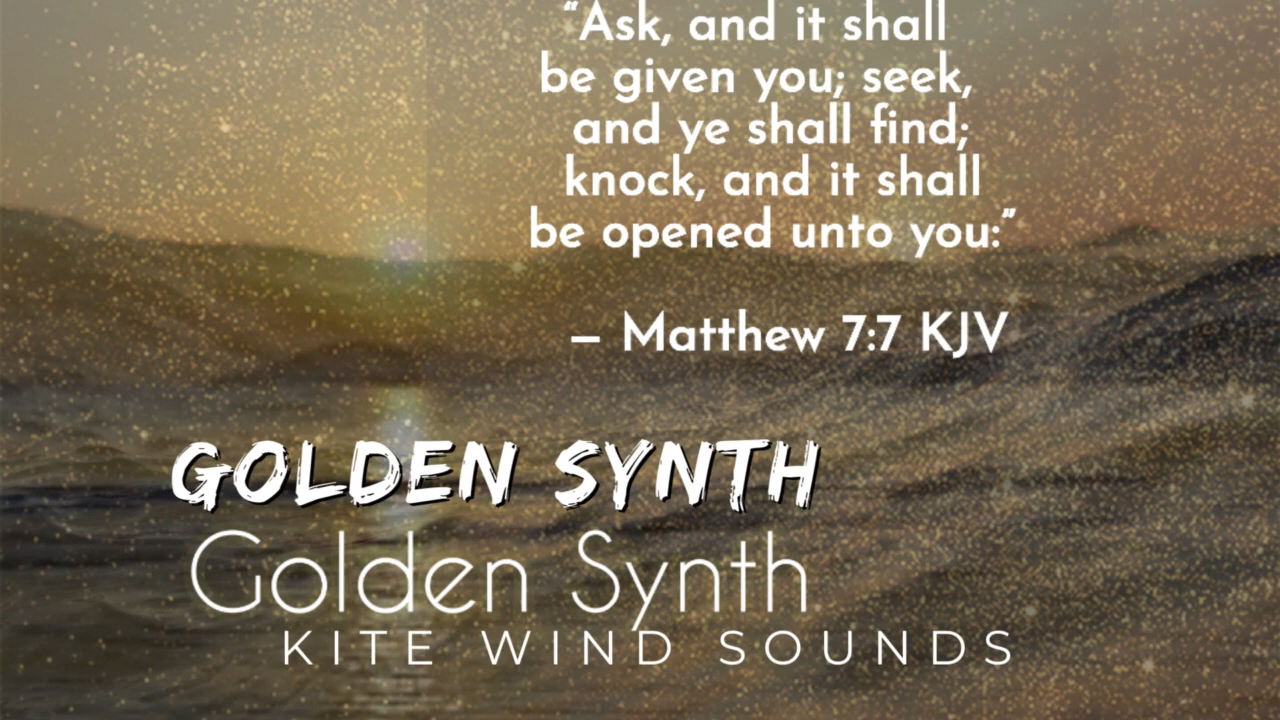 “Ask, and it shall
be given you; seek,
and ye shall find;
knock, and it shall
be opened unto you:”
– Matthew 7:7 KJV
GOLDEN SYNTH
Golden Synth
KITE WIND SOUNDS